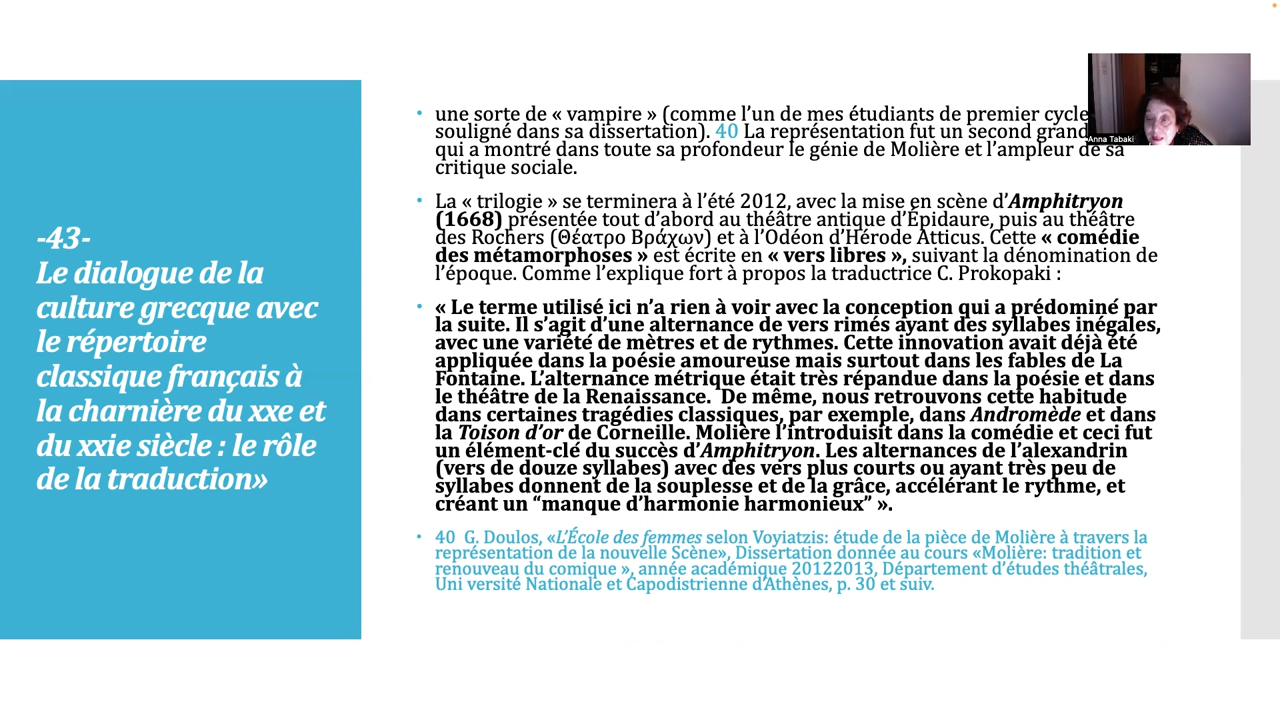 -43-
Le dialogue de la
culture grecque avec
le répertoire
classique français à
la charnière du xxe et
du xxie siècle : le rôle
de la traduction»
• une sorte de « vampire » (comme l’un de mes étudiants de premier cycle
souligné dans sa dissertation). 40 La représentation fut un second grand
qui a montré dans toute sa profondeur le génie de Molière et l’ampleur de sa
critique sociale.
• La « trilogie » se terminera à l’été 2012, avec la mise en scène d’Amphitryon
(1668) présentée tout d’abord au théâtre antique d’Épidaure, puis au théâtre
des Rochers (Θέατρο Βράχων) et à l’Odéon d’Hérode Atticus. Cette « comédie
des métamorphoses » est écrite en « vers libres », suivant la dénomination de
l’époque. Comme l’explique fort à propos la traductrice C. Prokopaki :
• « Le terme utilisé ici n’a rien à voir avec la conception qui a prédominé par
la suite. Il s’agit d’une alternance de vers rimés ayant des syllabes inégales,
avec une variété de mètres et de rythmes. Cette innovation avait déjà été
appliquée dans la poésie amoureuse mais surtout dans les fables de La
Fontaine. L’alternance métrique était très répandue dans la poésie et dans
le théâtre de la Renaissance. De même, nous retrouvons cette habitude
dans certaines tragédies classiques, par exemple, dans Andromède et dans
la Toison d’or de Corneille. Molière l’introduisit dans la comédie et ceci fut
un élément-clé du succès d’Amphitryon. Les alternances de l’alexandrin
(vers de douze syllabes) avec des vers plus courts ou ayant très peu de
syllabes donnent de la souplesse et de la grâce, accélérant le rythme, et
créant un “manque d’harmonie harmonieux” ».
• 40 G. Doulos, «L’École des femmes selon Voyiatzis: étude de la pièce de Molière à travers la
représentation de la nouvelle Scène», Dissertation donnée au cours «Molière: tradition et
renouveau du comique », année académique 20122013, Département d’études théâtrales,
Uni versité Nationale et Capodistrienne d’Athènes, p. 30 et suiv.
Anna Tabaki